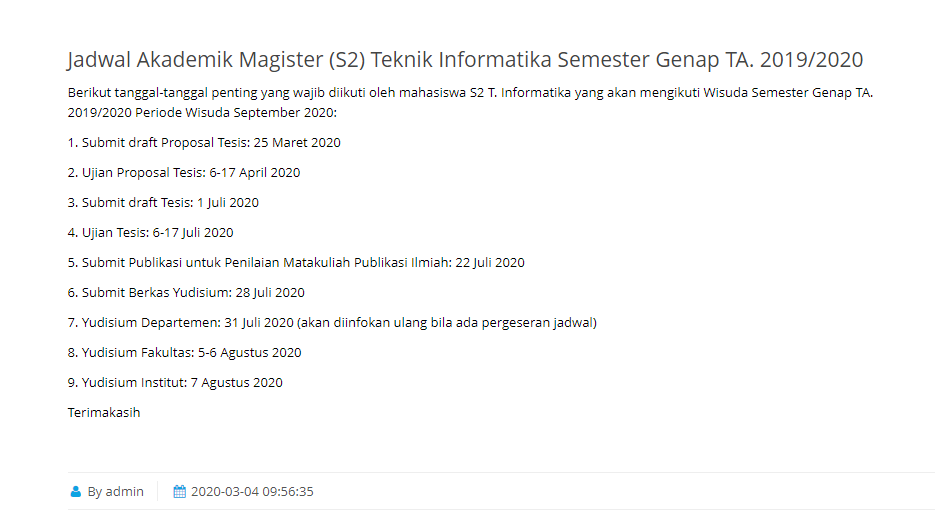 Jadwal Akademik Magister (S2) Teknik Informatika Semester Genap TA. 2019/2020
Berikut tanggal-tanggal penting yang wajib diikuti oleh mahasiswa S2 T. Informatika yang akan mengikuti Wisuda Semester Genap TA.
2019/2020 Periode Wisuda September 2020:
1. Submit draft Proposal Tesis: 25 Maret 2020
2. Ujian Proposal Tesis: 6-17 April 2020
3. Submit draft Tesis: 1 Juli 2020
4. Ujian Tesis: 6-17 Juli 2020
5. Submit Publikasi untuk Penilaian Matakuliah Publikasi Ilmiah: 22 Juli 2020
6. Submit Berkas Yudisium: 28 Juli 2020
7. Yudisium Departemen: 31 Juli 2020 (akan diinfokan ulang bila ada pergeseran jadwal)
8. Yudisium Fakultas: 5-6 Agustus 2020
9. Yudisium Institut: 7 Agustus 2020
Terimakasih
By admin 2020-03-04 09:56:35